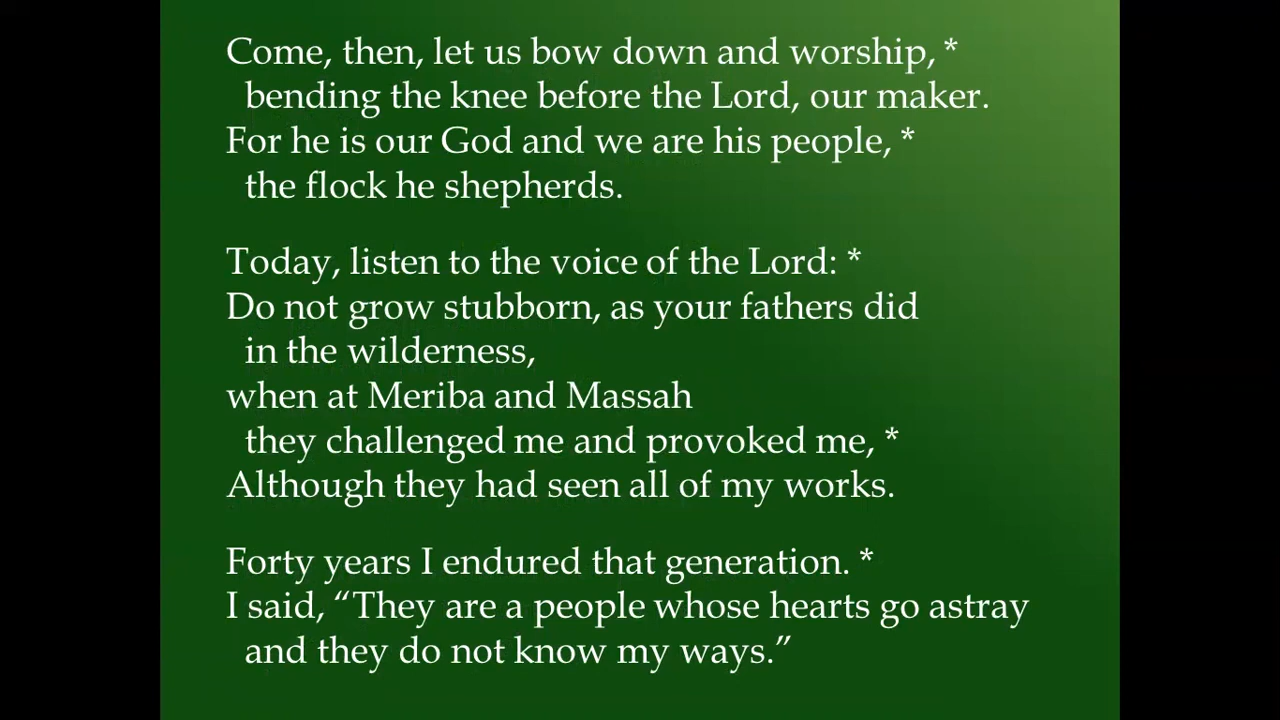 Come, then, let us bow down and worship, *
bending the knee before the Lord, our maker.
For he is our God and we are his people, *
the flock he shepherds.
Today, listen to the voice of the Lord: *
Do not grow stubborn, as your fathers did
in the wilderness,
when at Meriba and Massah
they challenged me and provoked me, *
Although they had seen all of my works.
Forty years I endured that generation. *
I said, “They are a people whose hearts go astray
and they do not know my ways.”